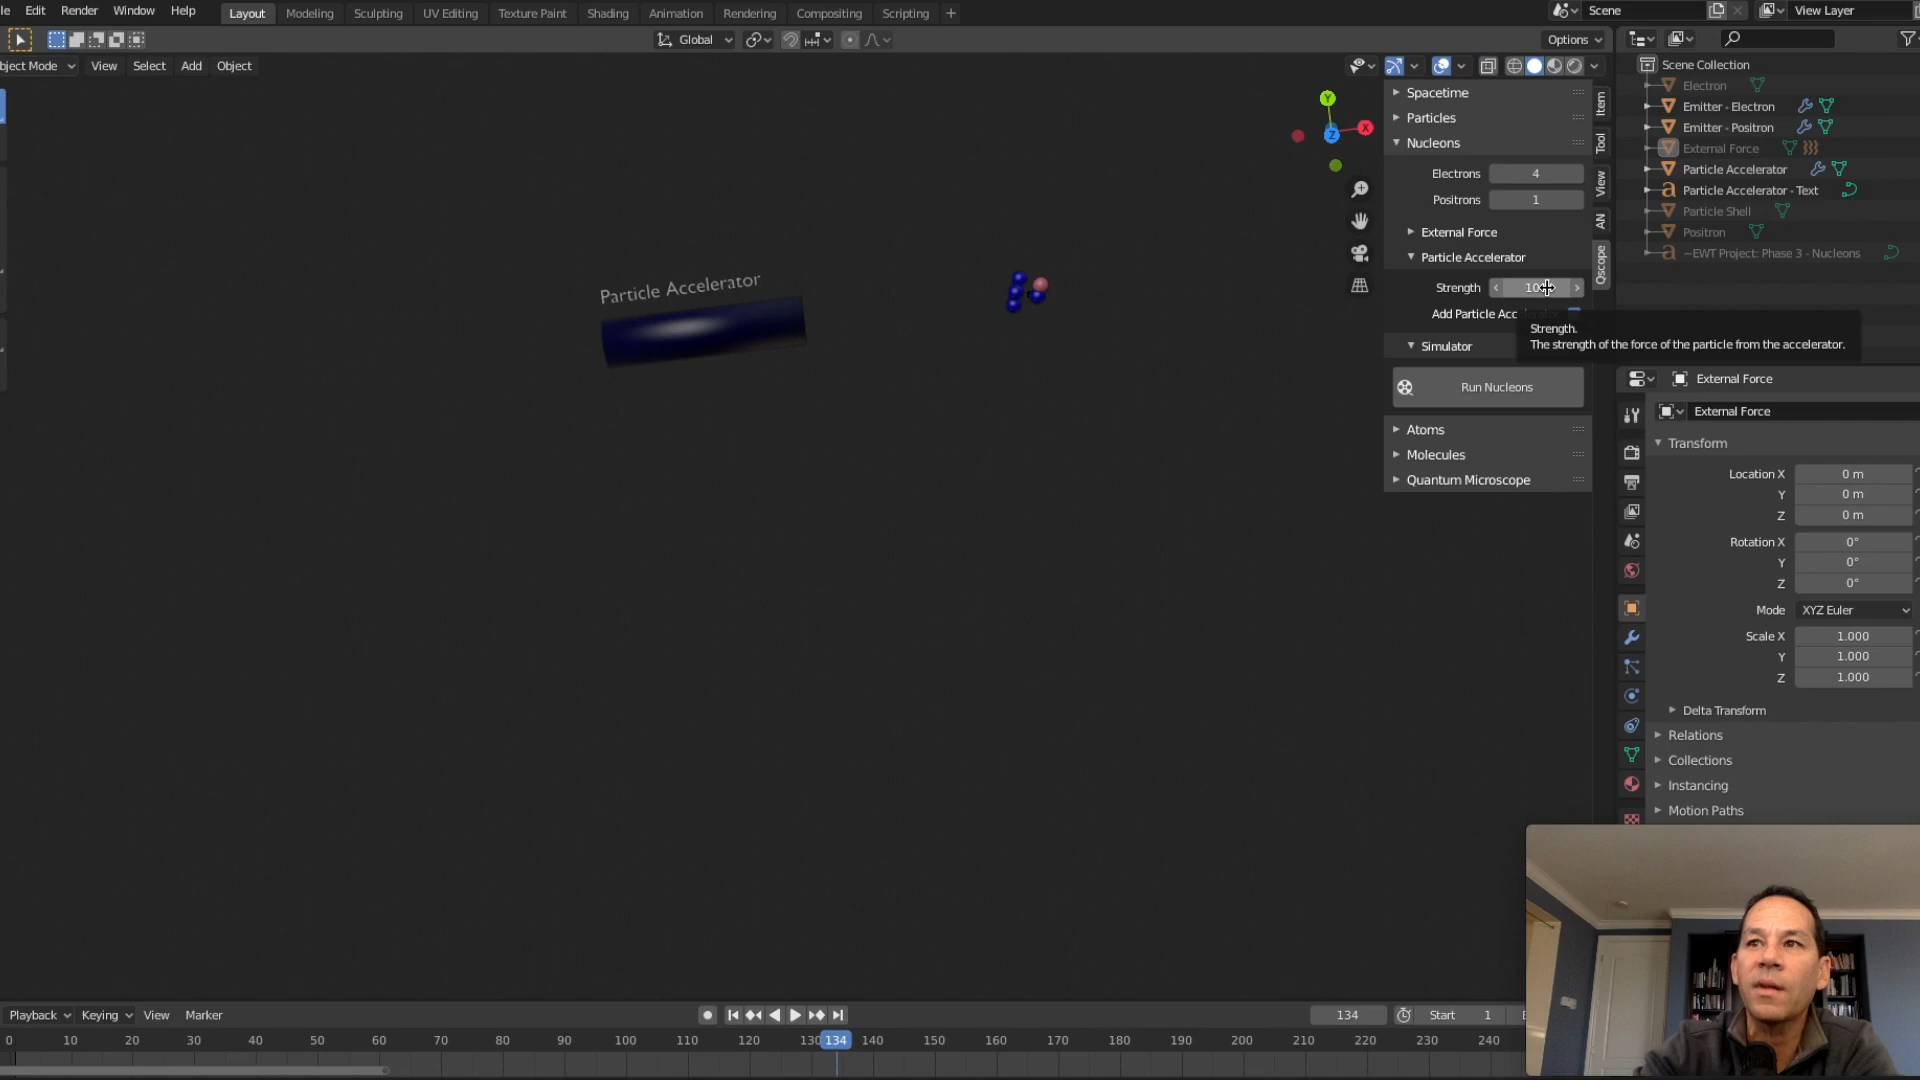 Edit Render Window Help Layout Modeling Sculpting UV Editing Texture Paint Shading Animation Rendering Compositing Scripting + Scene View Layer
Global Options
bject Mode View Select Add Object
Particle Accelerator
Y
X
Z
Spacetime
Particles
Nucleons
Electrons 4
Positrons 1
External Force
Particle Accelerator
Strength
Add Particle
Strength.
The strength of the force of the particle from the accelerator.
Simulator
Run Nucleons
Atoms
Molecules
Quantum Microscope
Item
Tool
View
AN
Qscope
Scene Collection
Electron
Emitter - Electron
Emitter - Positron
External Force
Particle Accelerator
Particle Accelerator - Text
Particle Shell
Positron
~EWT Project: Phase 3 - Nucleons
External Force
External Force
Transform
Location X 0 m
Y 0 m
Z 0 m
Rotation X 0°
Y 0°
Z 0°
Mode XYZ Euler
Scale X 1.000
Y 1.000
Z 1.000
Delta Transform
Relations
Collections
Instancing
Motion Paths
Playback Keying View Marker 134 Start 1
0 10 20 30 40 50 60 70 80 90 100 110 120 130 134 140 150 160 170 180 190 200 210 220 230 240